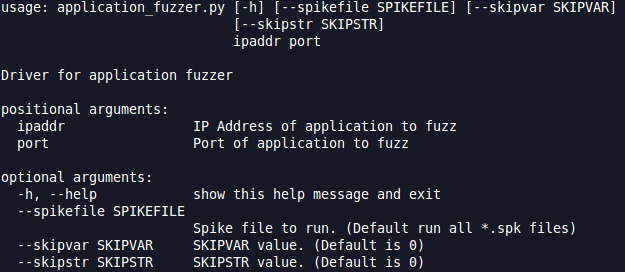 usage: application_fuzzer.py [-h] [--spikefile SPIKEFILE] [--skipvar SKIPVAR]
                             [--skipstr SKIPSTR]
                             ipaddr port

Driver for application fuzzer

positional arguments:
  ipaddr                IP Address of application to fuzz
  port                  Port of application to fuzz

optional arguments:
  -h, --help            show this help message and exit
  --spikefile SPIKEFILE
                        Spike file to run. (Default run all *.spk files)
  --skipvar SKIPVAR     SKIPVAR value. (Default is 0)
  --skipstr SKIPSTR     SKIPSTR value. (Default is 0)